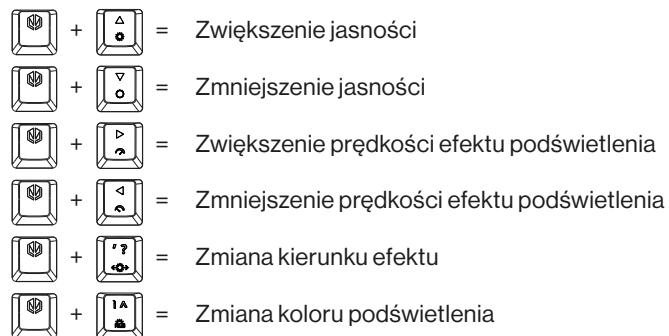 + = Zwiększenie jasności
+ = Zmniejszenie jasności
+ = Zwiększenie prędkości efektu podświetlenia
+ = Zmniejszenie prędkości efektu podświetlenia
+ ' ? = Zmiana kierunku efektu
+ = Zmiana koloru podświetlenia